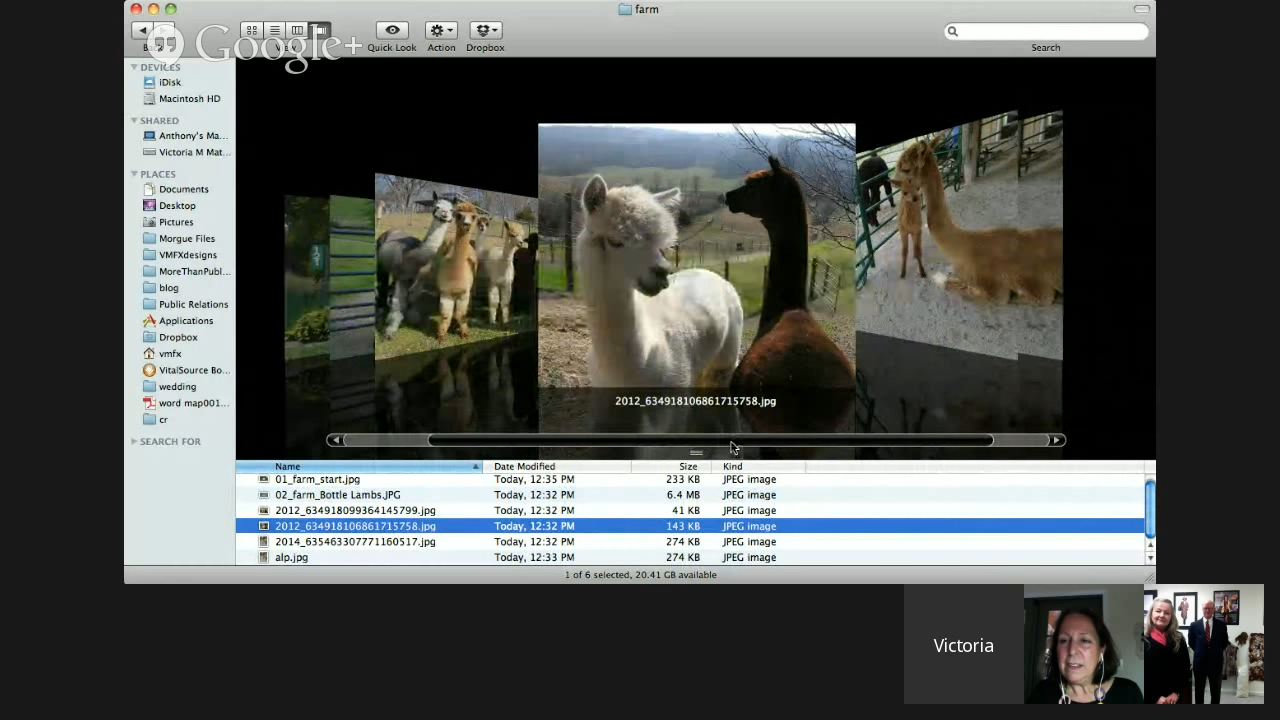 farm
Quick Look
Action
Dropbox
Search
Google+
DEVICES
iDisk
Macintosh HD
SHARED
Anthony's Ma...
Victoria M Mat...
PLACES
Documents
Desktop
Pictures
Morgue Files
VMFXdesigns
MoreThanPubl...
blog
Public Relations
Applications
Dropbox
vmfx
VitalSource Bo...
wedding
word map001...
cr
SEARCH FOR
2012_634918106861715758.jpg
Name Date Modified Size Kind
01_farm_start.jpg Today, 12:35 PM 233 KB JPEG image
02_farm_Bottle Lambs.JPG Today, 12:32 PM 6.4 MB JPEG image
2012_634918099364145799.jpg Today, 12:32 PM 41 KB JPEG image
2012_634918106861715758.jpg Today, 12:32 PM 143 KB JPEG image
2014_635463307771160517.jpg Today, 12:32 PM 274 KB JPEG image
alp.jpg Today, 12:33 PM 274 KB JPEG image
1 of 6 selected, 20.41 GB available
Victoria